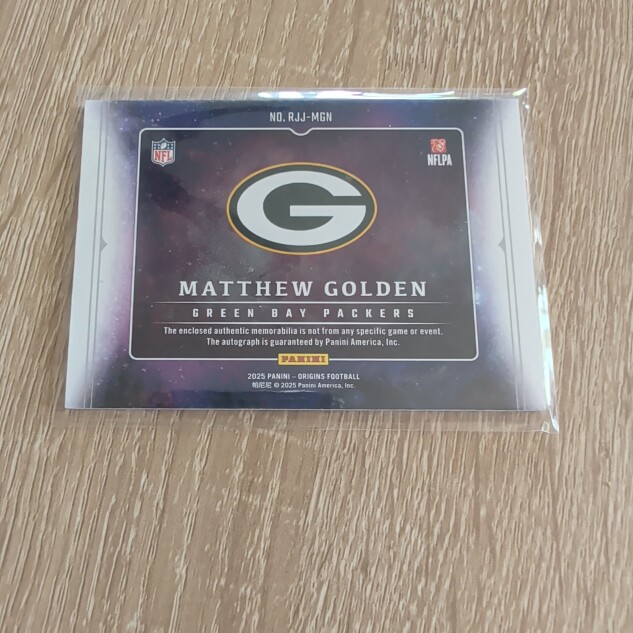 NO. RJJ-MGN
NFL
NFLPA
G
MATTHEW GOLDEN
GREEN BAY PACKERS
The enclosed authentic memorabilia is not from any specific game or event.
The autograph is guaranteed by Panini America, Inc.
PANINI
2025 PANINI – ORIGINS FOOTBALL
帕尼尼 © 2025 Panini America, Inc.